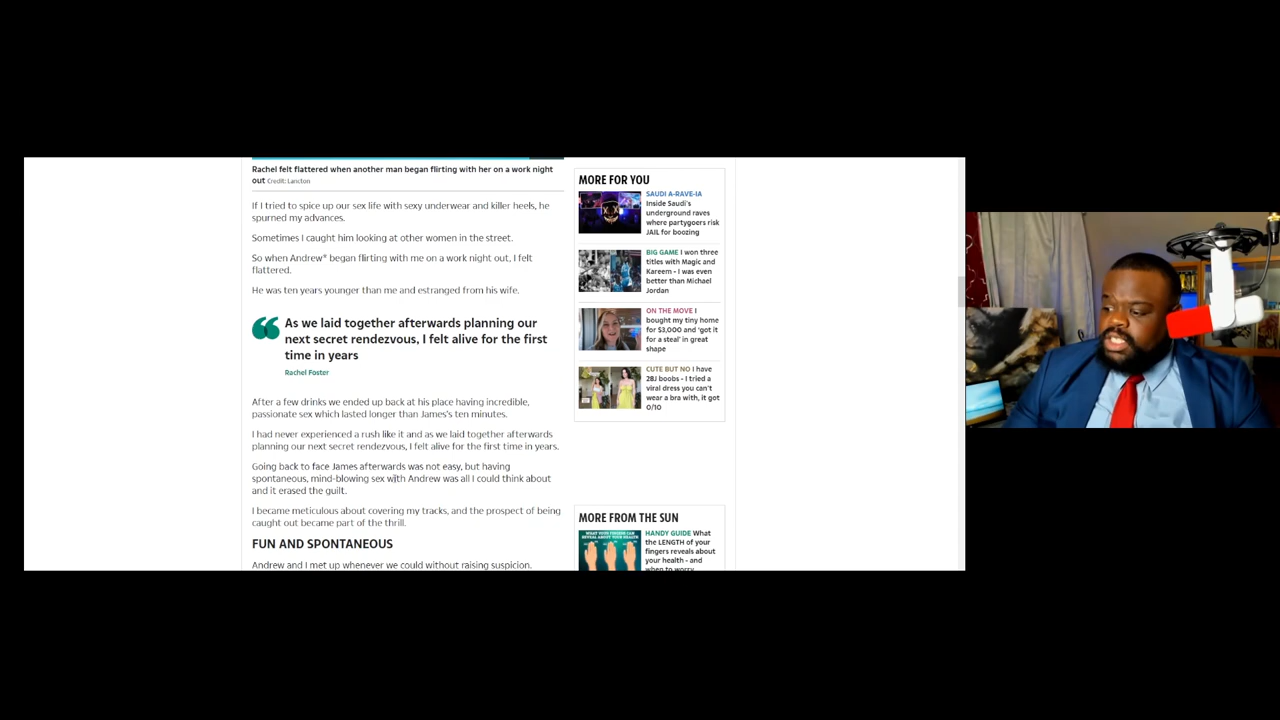 Rachel felt flattered when another man began flirting with her on a work night
out Credit: Lancton
If I tried to spice up our sex life with sexy underwear and killer heels, he
spurned my advances.
Sometimes I caught him looking at other women in the street.
So when Andrew* began flirting with me on a work night out, I felt
flattered.
He was ten years younger than me and estranged from his wife.
As we laid together afterwards planning our
next secret rendezvous, I felt alive for the first
time in years
Rachel Foster
After a few drinks we ended up back at his place having incredible,
passionate sex which lasted longer than James's ten minutes.
I had never experienced a rush like it and as we laid together afterwards
planning our next secret rendezvous, I felt alive for the first time in years.
Going back to face James afterwards was not easy, but having
spontaneous, mind-blowing sex with Andrew was all I could think about
and it erased the guilt.
I became meticulous about covering my tracks, and the prospect of being
caught out became part of the thrill.
FUN AND SPONTANEOUS
Andrew and I met up whenever we could without raising suspicion.
MORE FOR YOU
SAUDI A-RAVE-IA
Inside Saudi's
underground raves
where partygoers risk
JAIL for boozing
BIG GAME I won three
titles with Magic and
Kareem - I was even
better than Michael
Jordan
ON THE MOVE I
bought my tiny home
for $3,000 and 'got it
for a steal' in great
shape
CUTE BUT NO I have
28J boobs - I tried a
viral dress you can't
wear a bra with, it got
0/10
MORE FROM THE SUN
HANDY GUIDE What
the LENGTH of your
fingers reveals about
your health - and
when to worry